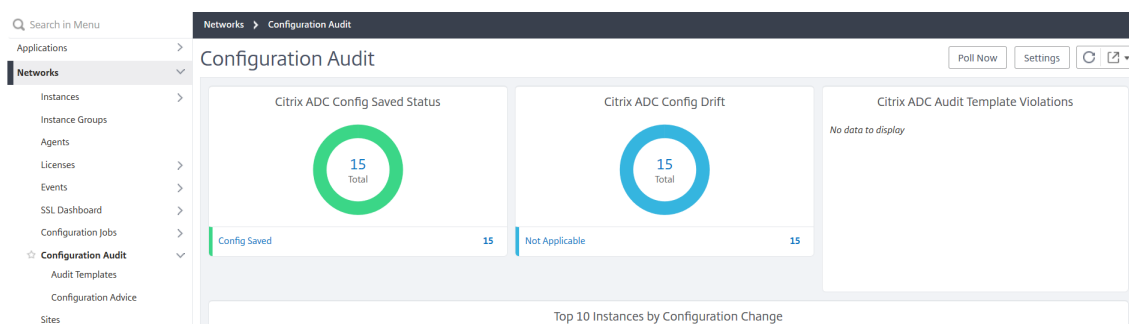 Search in Menu
Applications
Networks
Instances
Instance Groups
Agents
Licenses
Events
SSL Dashboard
Configuration Jobs
Configuration Audit
Audit Templates
Configuration Advice
Sites
Networks > Configuration Audit
Configuration Audit
Poll Now
Settings
Citrix ADC Config Saved Status
15
Total
Config Saved 15
Citrix ADC Config Drift
15
Total
Not Applicable 15
Citrix ADC Audit Template Violations
No data to display
Top 10 Instances by Configuration Change